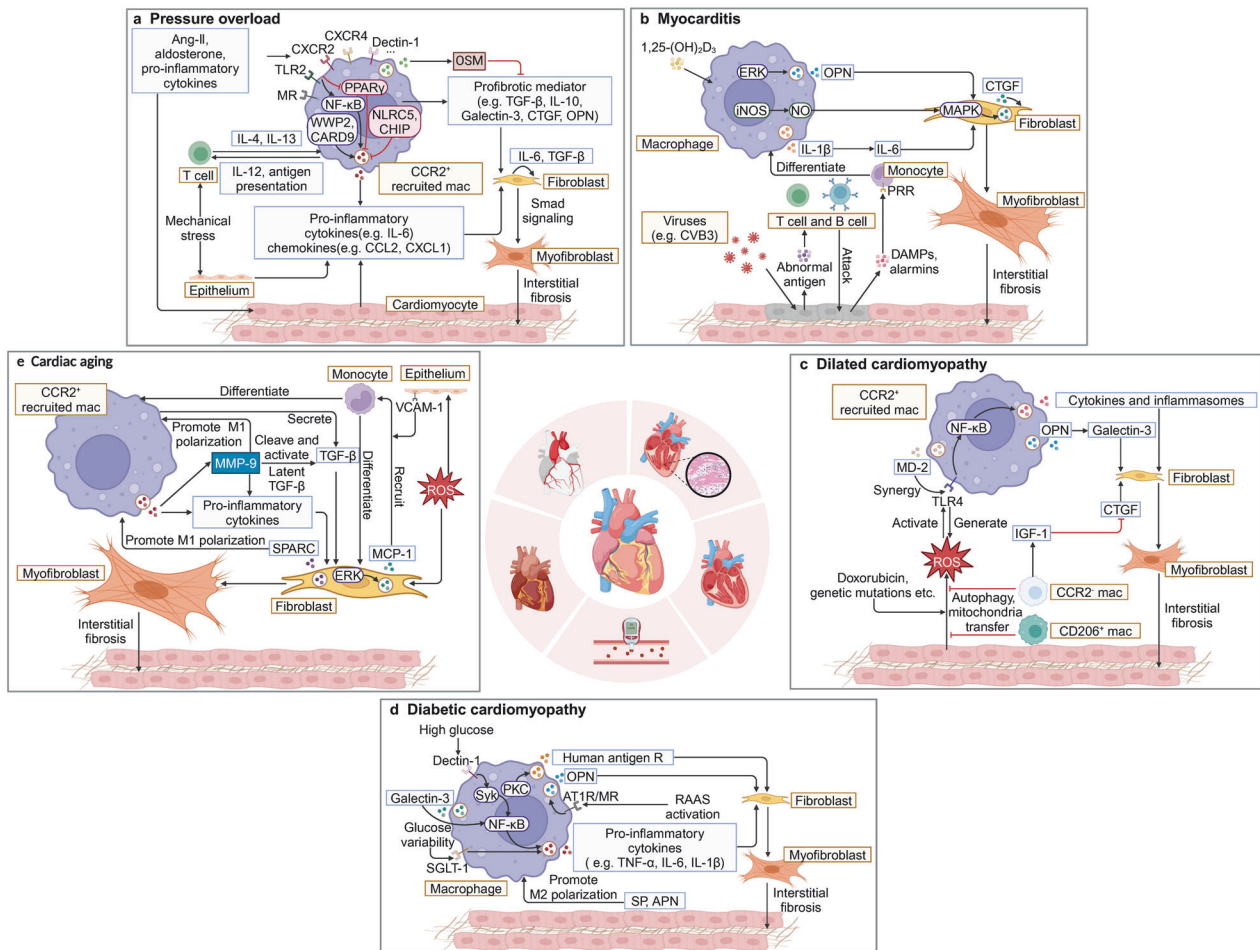 a Pressure overload
Ang-II,
aldosterone,
pro-inflammatory
cytokines
CXCR4
CXCR2
Dectin-1
...
TLR2
MR
PPARγ
NF-κB
WWP2,
CARD9
NLRC5,
CHIP
OSM
Profibrotic mediator
(e.g. TGF-β, IL-10,
Galectin-3, CTGF, OPN)
IL-4, IL-13
T cell
IL-12, antigen
presentation
CCR2⁺
recruited mac
IL-6, TGF-β
Fibroblast
Smad
signaling
Mechanical
stress
Pro-inflammatory
cytokines(e.g. IL-6)
chemokines(e.g. CCL2, CXCL1)
Myofibroblast
Epithelium
Interstitial
fibrosis
Cardiomyocyte
b Myocarditis
1,25-(OH)₂D₃
ERK
OPN
iNOS
NO
MAPK
CTGF
Fibroblast
Macrophage
IL-1β
IL-6
Differentiate
Monocyte
PRR
T cell and B cell
Viruses
(e.g. CVB3)
Abnormal
antigen
Attack
DAMPs,
alarmins
Myofibroblast
Interstitial
fibrosis
e Cardiac aging
CCR2⁺
recruited mac
Differentiate
Monocyte
Epithelium
VCAM-1
Promote M1
polarization
Secrete
Cleave and
activate
MMP-9
TGF-β
Latent
TGF-β
Differentiate
Recruit
ROS
Pro-inflammatory
cytokines
Promote M1 polarization
SPARC
MCP-1
ERK
Myofibroblast
Fibroblast
Interstitial
fibrosis
c Dilated cardiomyopathy
CCR2⁺
recruited mac
NF-κB
Cytokines and inflammasomes
OPN
Galectin-3
MD-2
Synergy
TLR4
Fibroblast
Activate
Generate
CTGF
IGF-1
ROS
Myofibroblast
Doxorubicin,
genetic mutations etc.
Autophagy,
mitochondria
transfer
CCR2⁻ mac
CD206⁺ mac
Interstitial
fibrosis
d Diabetic cardiomyopathy
High glucose
Dectin-1
Human antigen R
OPN
Syk
PKC
AT1R/MR
RAAS
activation
Galectin-3
NF-κB
Fibroblast
Glucose
variability
SGLT-1
Pro-inflammatory
cytokines
( e.g. TNF-α, IL-6, IL-1β)
Myofibroblast
Macrophage
Promote
M2 polarization
SP, APN
Interstitial
fibrosis